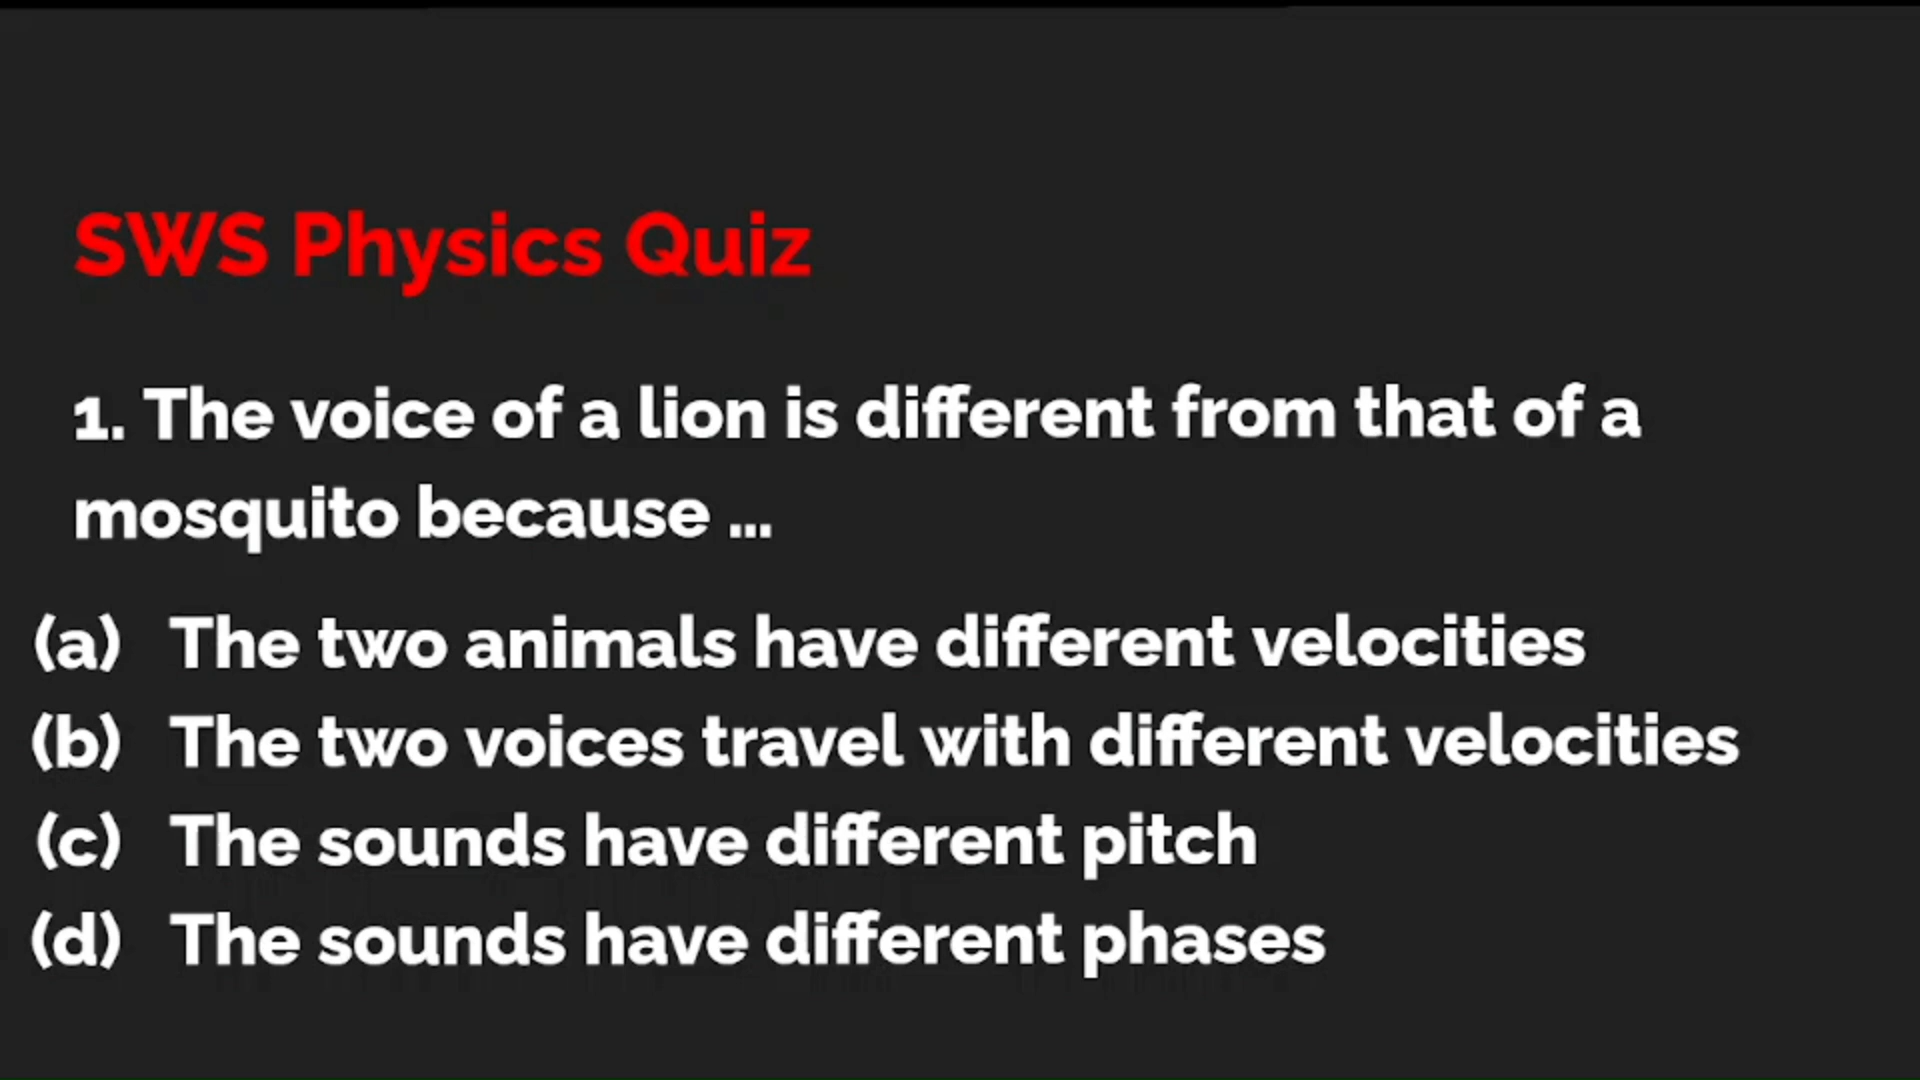 SWS Physics Quiz
1. The voice of a lion is different from that of a
mosquito because ...
(a) The two animals have different velocities
(b) The two voices travel with different velocities
(c) The sounds have different pitch
(d) The sounds have different phases